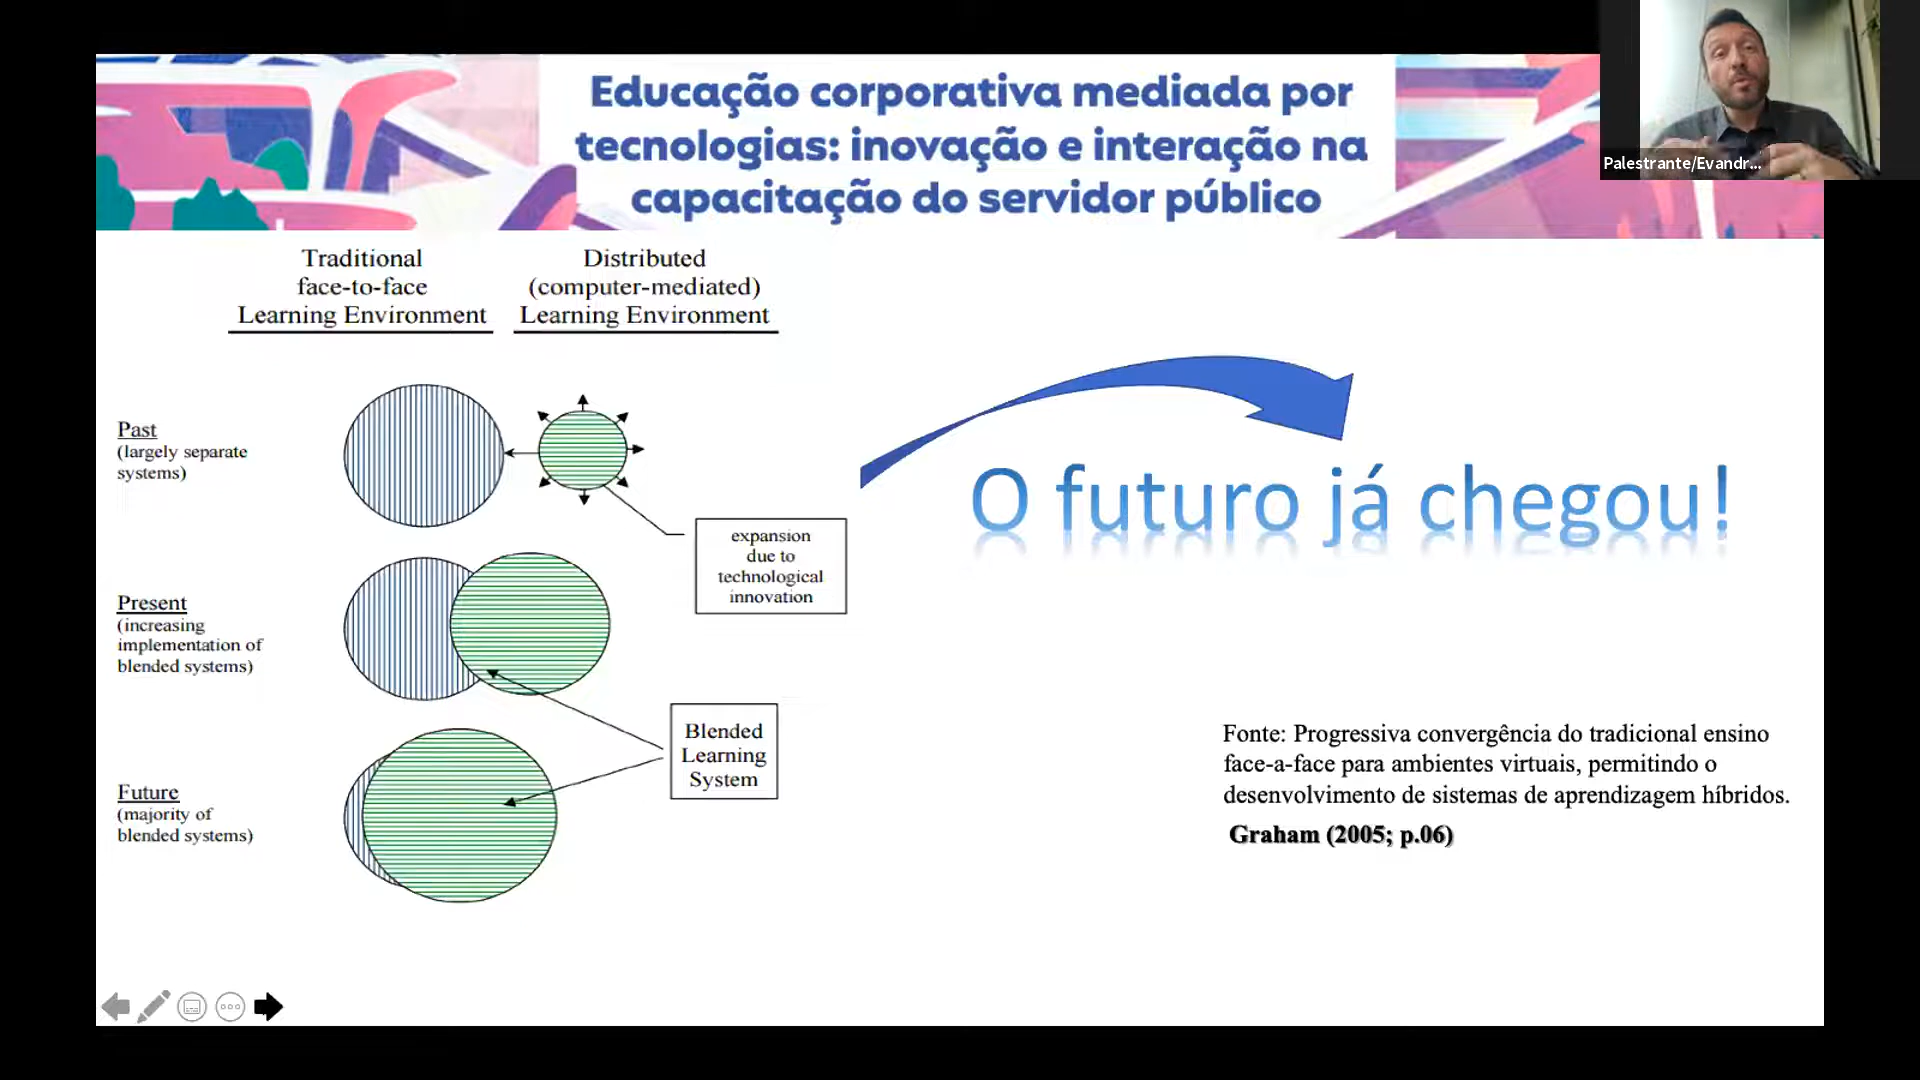 Educação corporativa mediada por
tecnologias: inovação e interação na
capacitação do servidor público
Palestrante/Evandr...
Traditional
face-to-face
Learning Environment
Distributed
(computer-mediated)
Learning Environment
Past
(largely separate
systems)
expansion
due to
technological
innovation
O futuro já chegou!
Present
(increasing
implementation of
blended systems)
Blended
Learning
System
Future
(majority of
blended systems)
Fonte: Progressiva convergência do tradicional ensino
face-a-face para ambientes virtuais, permitindo o
desenvolvimento de sistemas de aprendizagem híbridos.
Graham (2005; p.06)